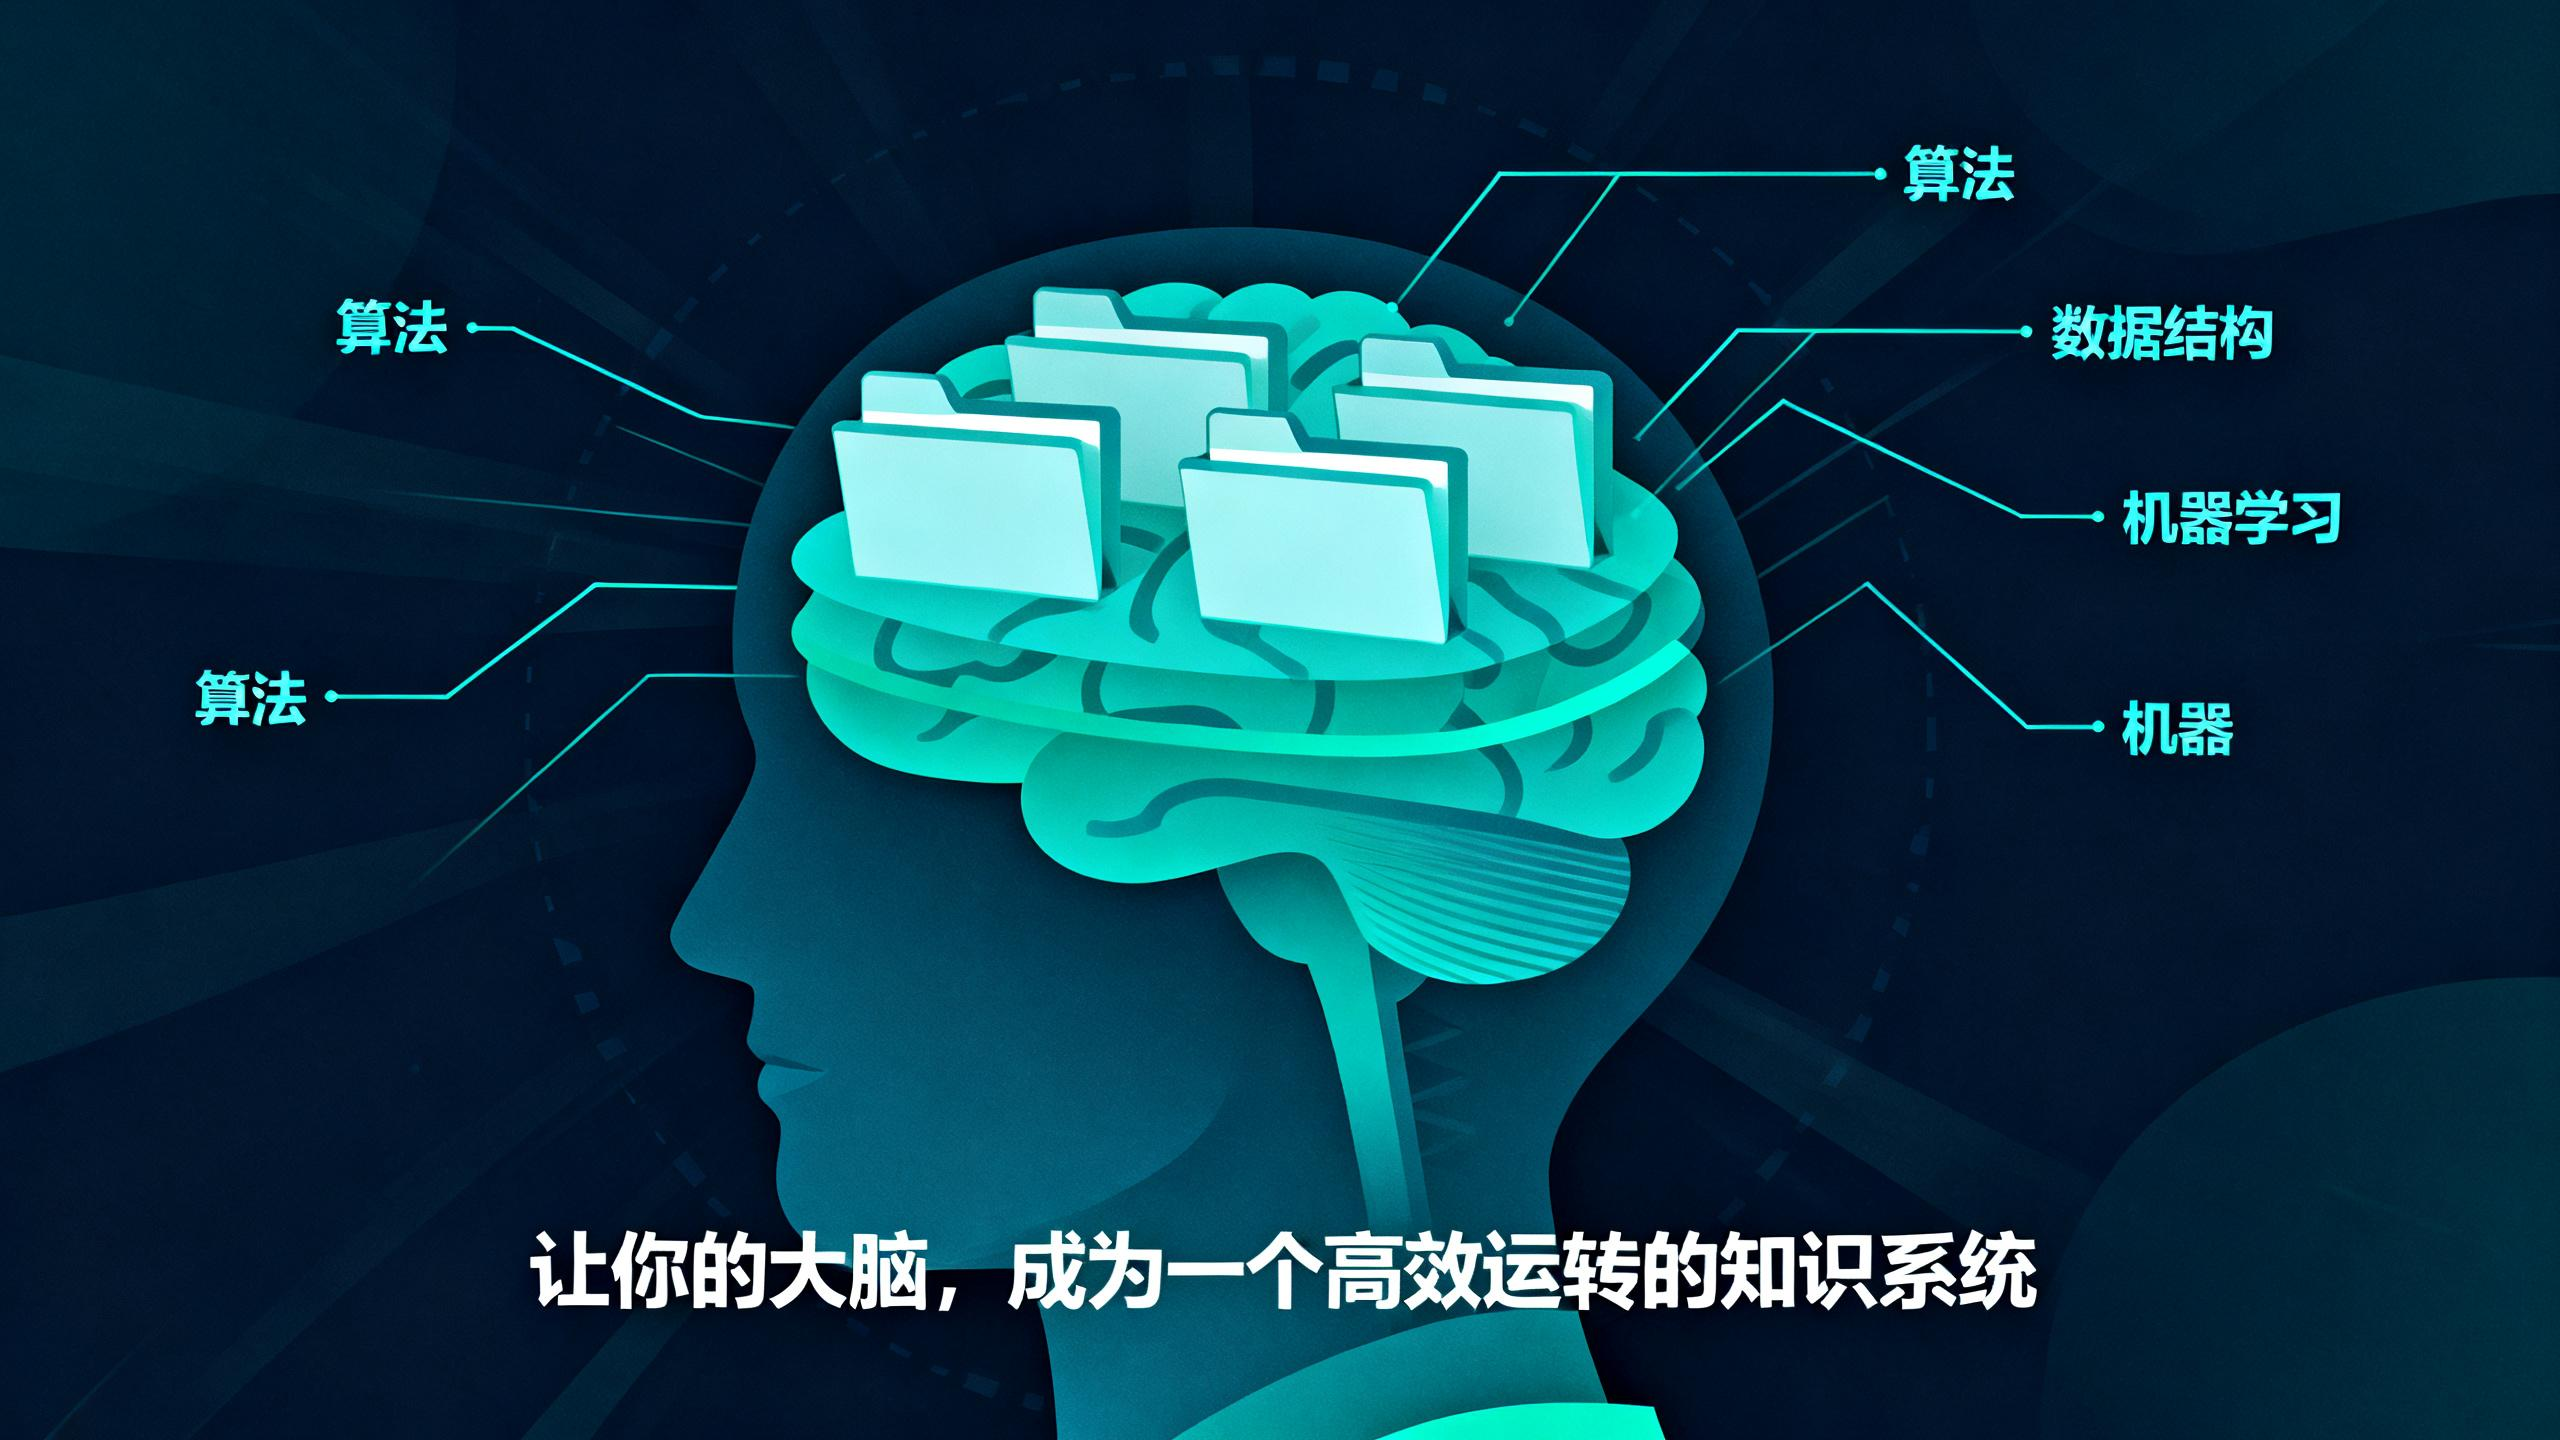 算法
算法
数据结构
机器学习
算法
机器
让你的大脑，成为一个高效运转的知识系统